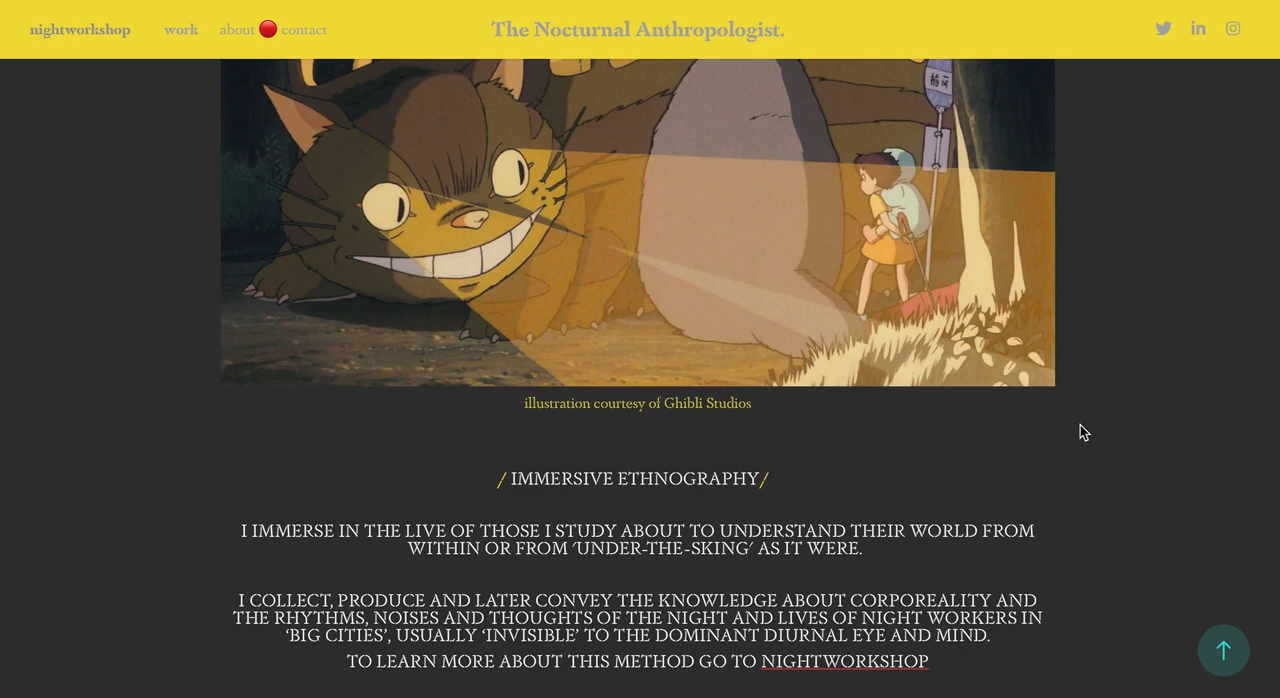 nightworkshop work about 🔴 contact The Nocturnal Anthropologist.
稲荷
illustration courtesy of Ghibli Studios
/ IMMERSIVE ETHNOGRAPHY/
I IMMERSE IN THE LIVE OF THOSE I STUDY ABOUT TO UNDERSTAND THEIR WORLD FROM
WITHIN OR FROM 'UNDER-THE-SKING' AS IT WERE.
I COLLECT, PRODUCE AND LATER CONVEY THE KNOWLEDGE ABOUT CORPOREALITY AND
THE RHYTHMS, NOISES AND THOUGHTS OF THE NIGHT AND LIVES OF NIGHT WORKERS IN
‘BIG CITIES’, USUALLY ‘INVISIBLE’ TO THE DOMINANT DIURNAL EYE AND MIND.
TO LEARN MORE ABOUT THIS METHOD GO TO NIGHTWORKSHOP